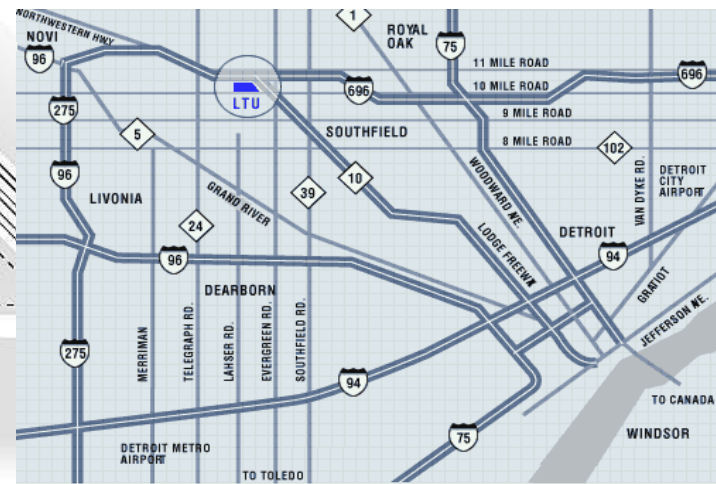 NORTHWESTERN HWY
NOVI
96
1
ROYAL
OAK
75
11 MILE ROAD
696
10 MILE ROAD
696
LTU
275
9 MILE ROAD
5
SOUTHFIELD
8 MILE ROAD
102
96
10
WOODWARD NE.
VAN DYKE RD.
DETROIT
CITY
AIRPORT
LIVONIA
GRAND RIVER
39
24
LODGE FREEWX
DETROIT
94
96
DEARBORN
GRATIOT
JEFFERSON NE.
275
MERRIMAN
TELEGRAPH RD.
LAHSER RD.
EVERGREEN RD.
SOUTHFIELD RD.
94
TO CANADA
WINDSOR
75
DETROIT METRO
AIRPORT
TO TOLEDO